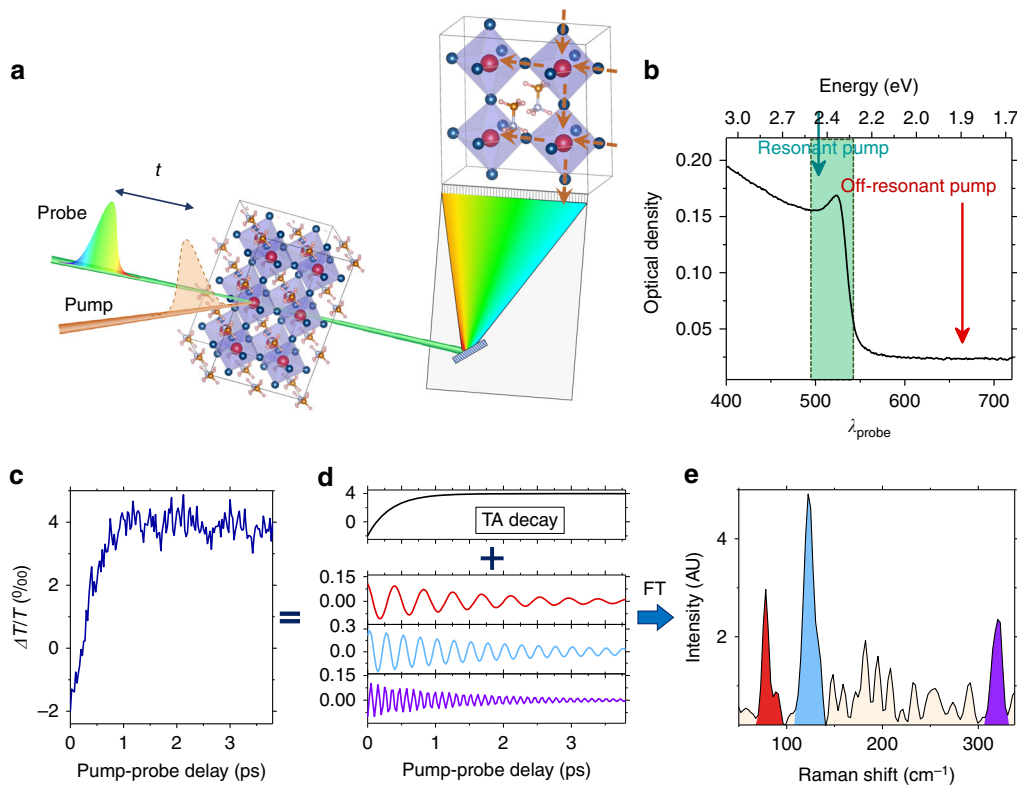 a
t
Probe
Pump
b
Energy (eV)
3.0 2.7 2.4 2.2 2.0 1.9 1.7
Resonant pump
Off-resonant pump
0.20
0.15
0.10
0.05
Optical density
400 500 600 700
λprobe
c
4
2
0
−2
ΔT/T (‰)
0 1 2 3
Pump-probe delay (ps)
=
d
4
0
TA decay
+
0.15
0.00
0.3
0.0
0.15
0.00
0 1 2 3
Pump-probe delay (ps)
FT
e
4
2
Intensity (AU)
100 200 300
Raman shift (cm⁻¹)